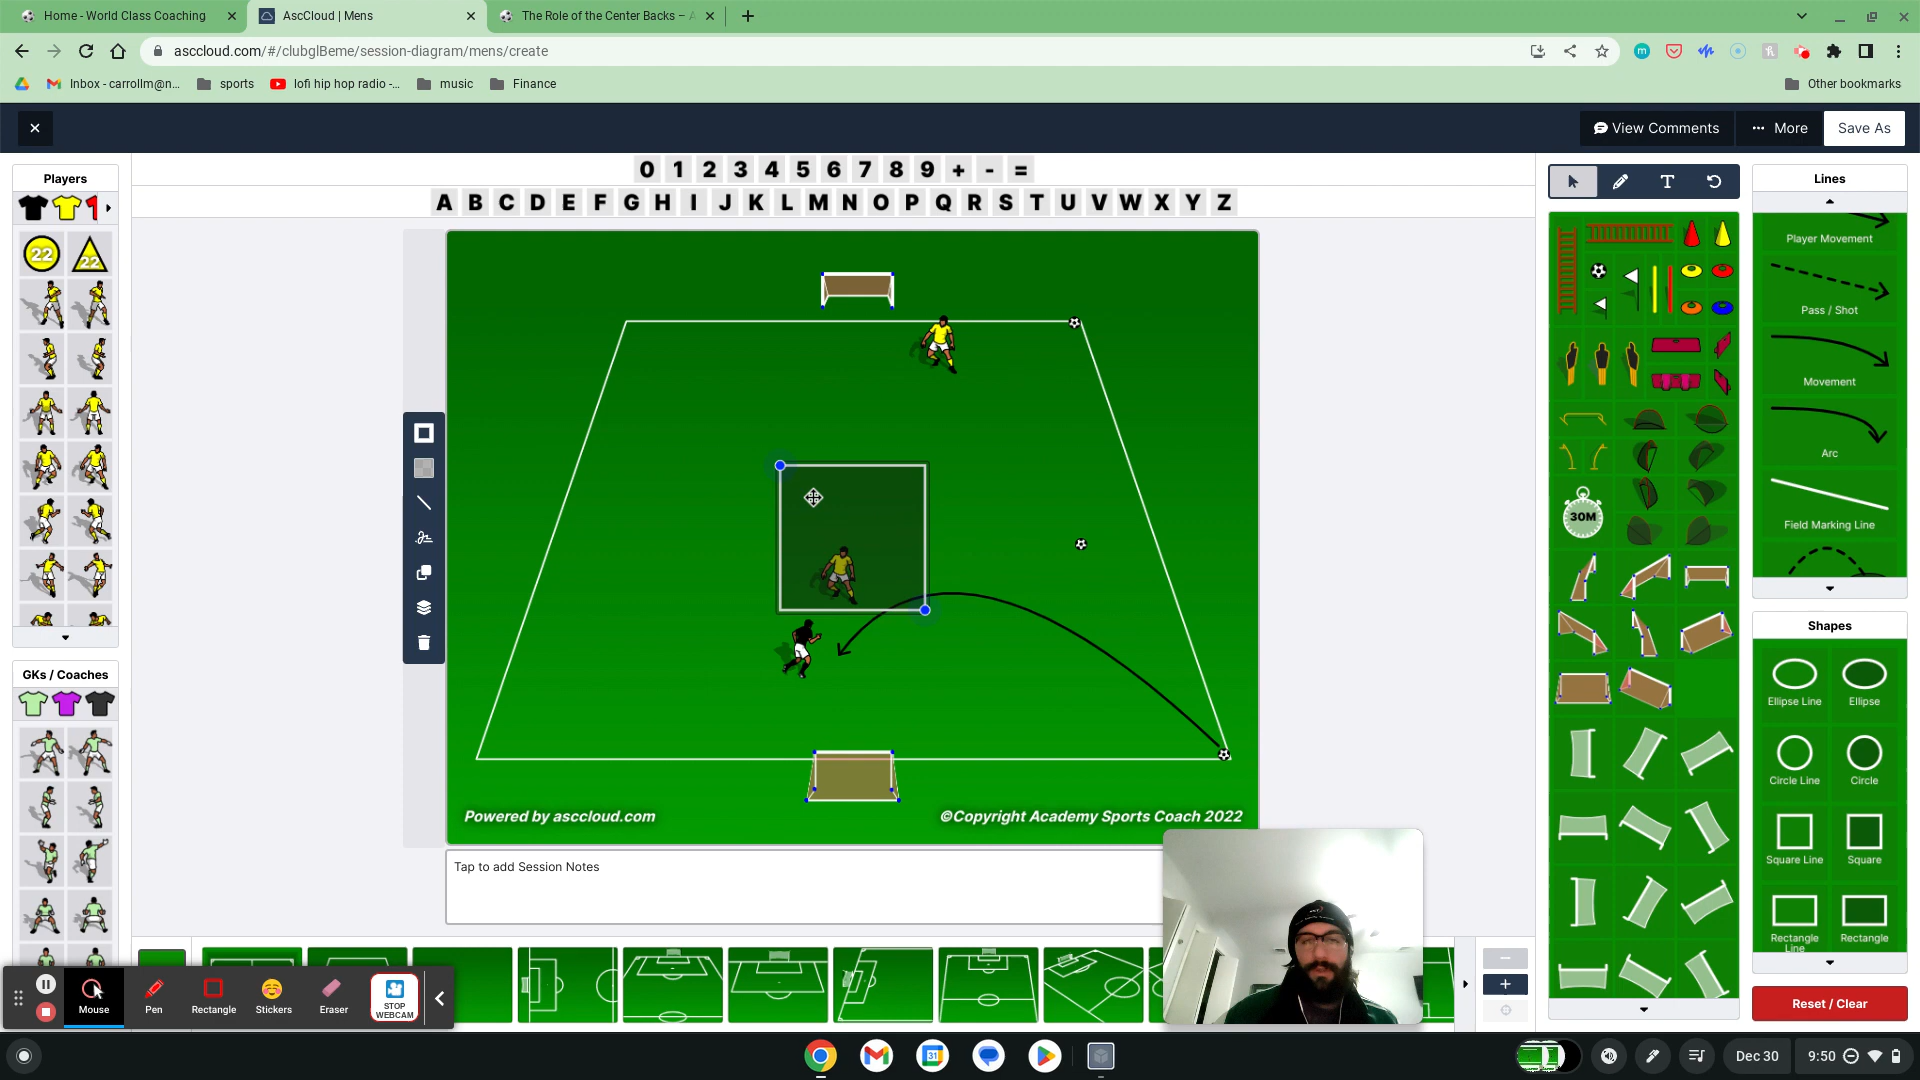 Home - World Class Coaching
AscCloud | Mens
The Role of the Center Backs –
asccloud.com/#/clubglBeme/session-diagram/mens/create
Inbox - carrollm@n...
sports
lofi hip hop radio -...
music
Finance
Other bookmarks
View Comments
More
Save As
Players
0 1 2 3 4 5 6 7 8 9 + - =
A B C D E F G H I J K L M N O P Q R S T U V W X Y Z
Lines
22
22
Player Movement
Pass / Shot
Movement
Arc
Field Marking Line
30M
Shapes
Ellipse Line
Ellipse
Circle Line
Circle
Square Line
Square
Rectangle Line
Rectangle
GKs / Coaches
Powered by asccloud.com
©Copyright Academy Sports Coach 2022
Tap to add Session Notes
Reset / Clear
Mouse
Pen
Rectangle
Stickers
Eraser
STOP WEBCAM
31
Dec 30
9:50